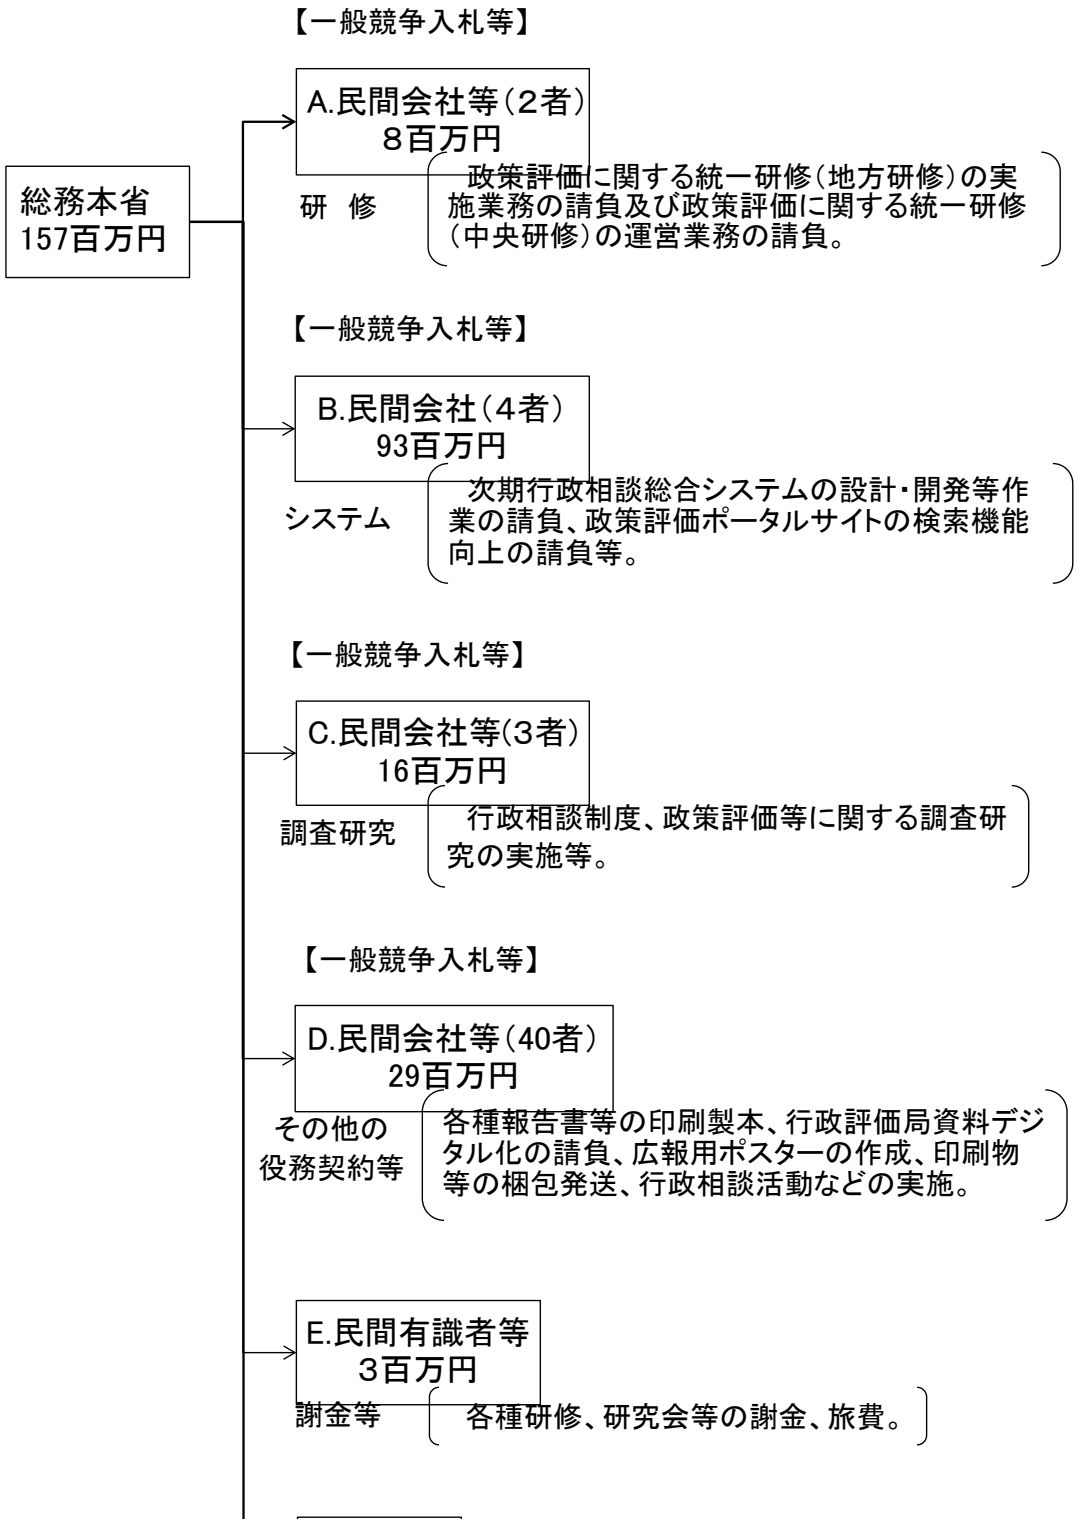 【一般競争入札等】
A.民間会社等(2者)
8百万円
総務本省
157百万円
研 修
政策評価に関する統一研修(地方研修)の実
施業務の請負及び政策評価に関する統一研修
(中央研修)の運営業務の請負。
【一般競争入札等】
B.民間会社(4者)
93百万円
システム
次期行政相談総合システムの設計・開発等作
業の請負、政策評価ポータルサイトの検索機能
向上の請負等。
【一般競争入札等】
C.民間会社等(3者)
16百万円
調査研究
行政相談制度、政策評価等に関する調査研
究の実施等。
【一般競争入札等】
D.民間会社等(40者)
29百万円
その他の
役務契約等
各種報告書等の印刷製本、行政評価局資料デジ
タル化の請負、広報用ポスターの作成、印刷物
等の梱包発送、行政相談活動などの実施。
E.民間有識者等
3百万円
謝金等
各種研修、研究会等の謝金、旅費。